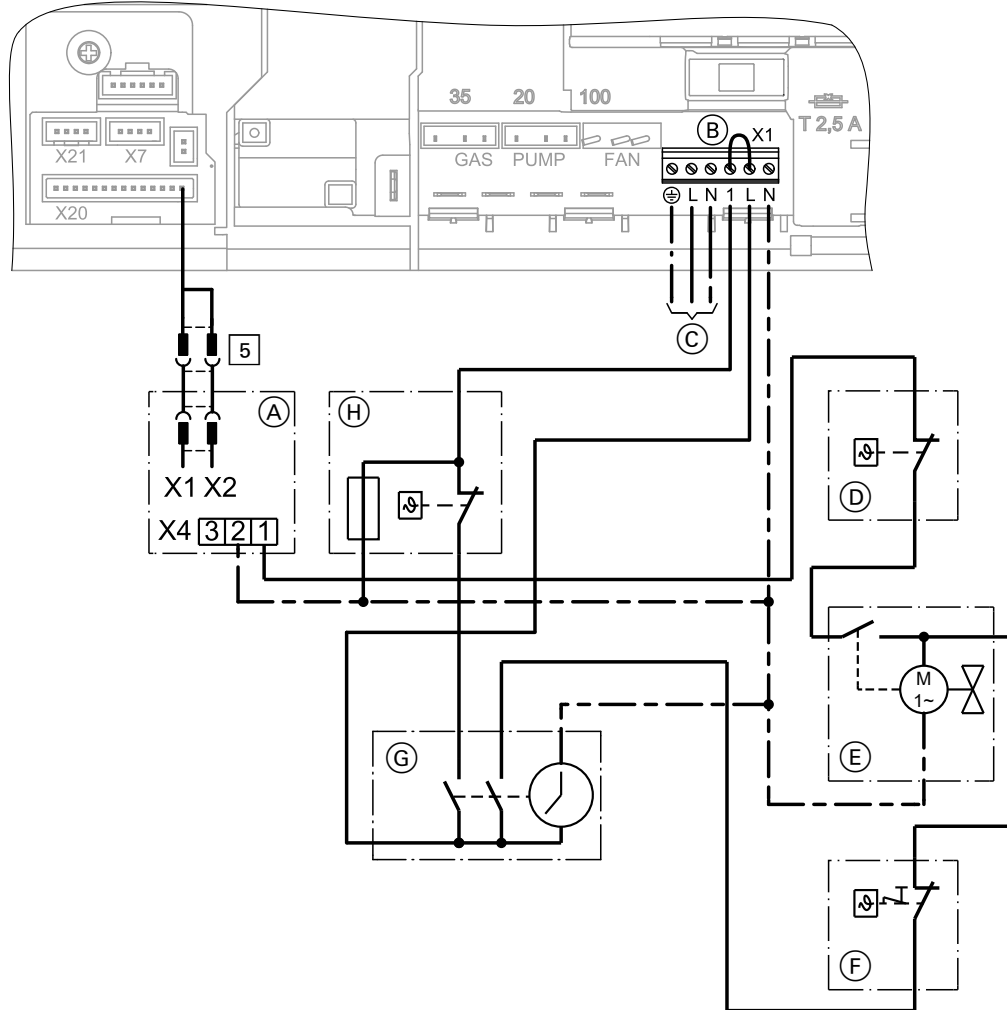 35 20 100
B X1
T 2,5 A
X21 X7
GAS PUMP FAN
X20
L N 1 L N
C
5
A H
D
X1 X2
X4 3 2 1
M
1~
G
E
F